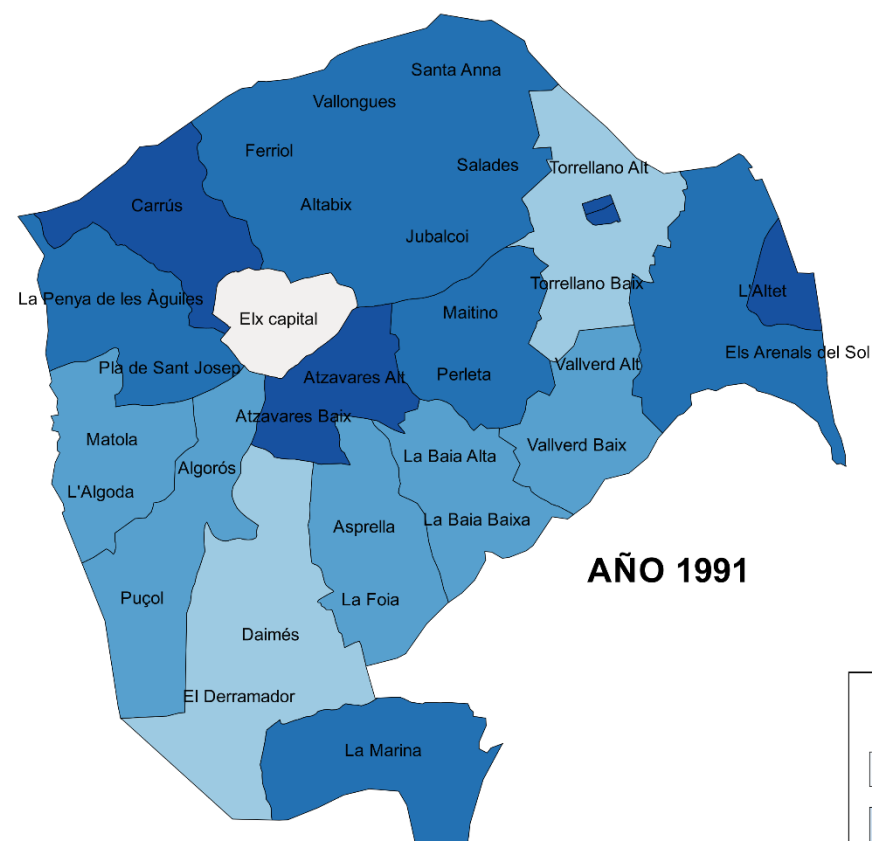 Santa Anna
Vallongues
Ferriol
Salades
Torrellano Alt
Carrús
Altabix
Jubalcoi
Torrellano Baix
L'Altet
La Penya de les Àguiles
Elx capital
Maitino
Els Arenals del Sol
Pla de Sant Josep
Atzavares Alt
Perleta
Vallverd Alt
Atzavares Baix
Matola
Algorós
La Baia Alta
Vallverd Baix
L'Algoda
Asprella
La Baia Baixa
AÑO 1991
Puçol
La Foia
Daimés
El Derramador
La Marina